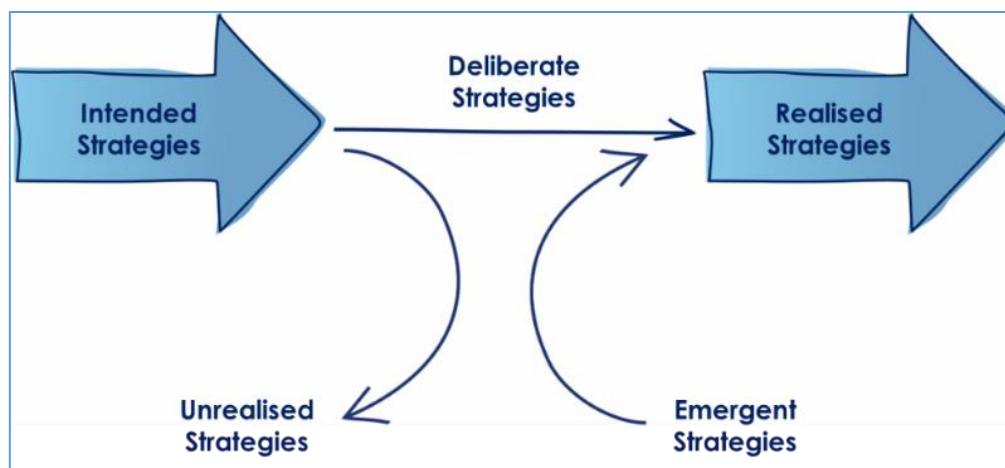 Deliberate
Strategies
Intended
Strategies
Realised
Strategies
Unrealised
Strategies
Emergent
Strategies